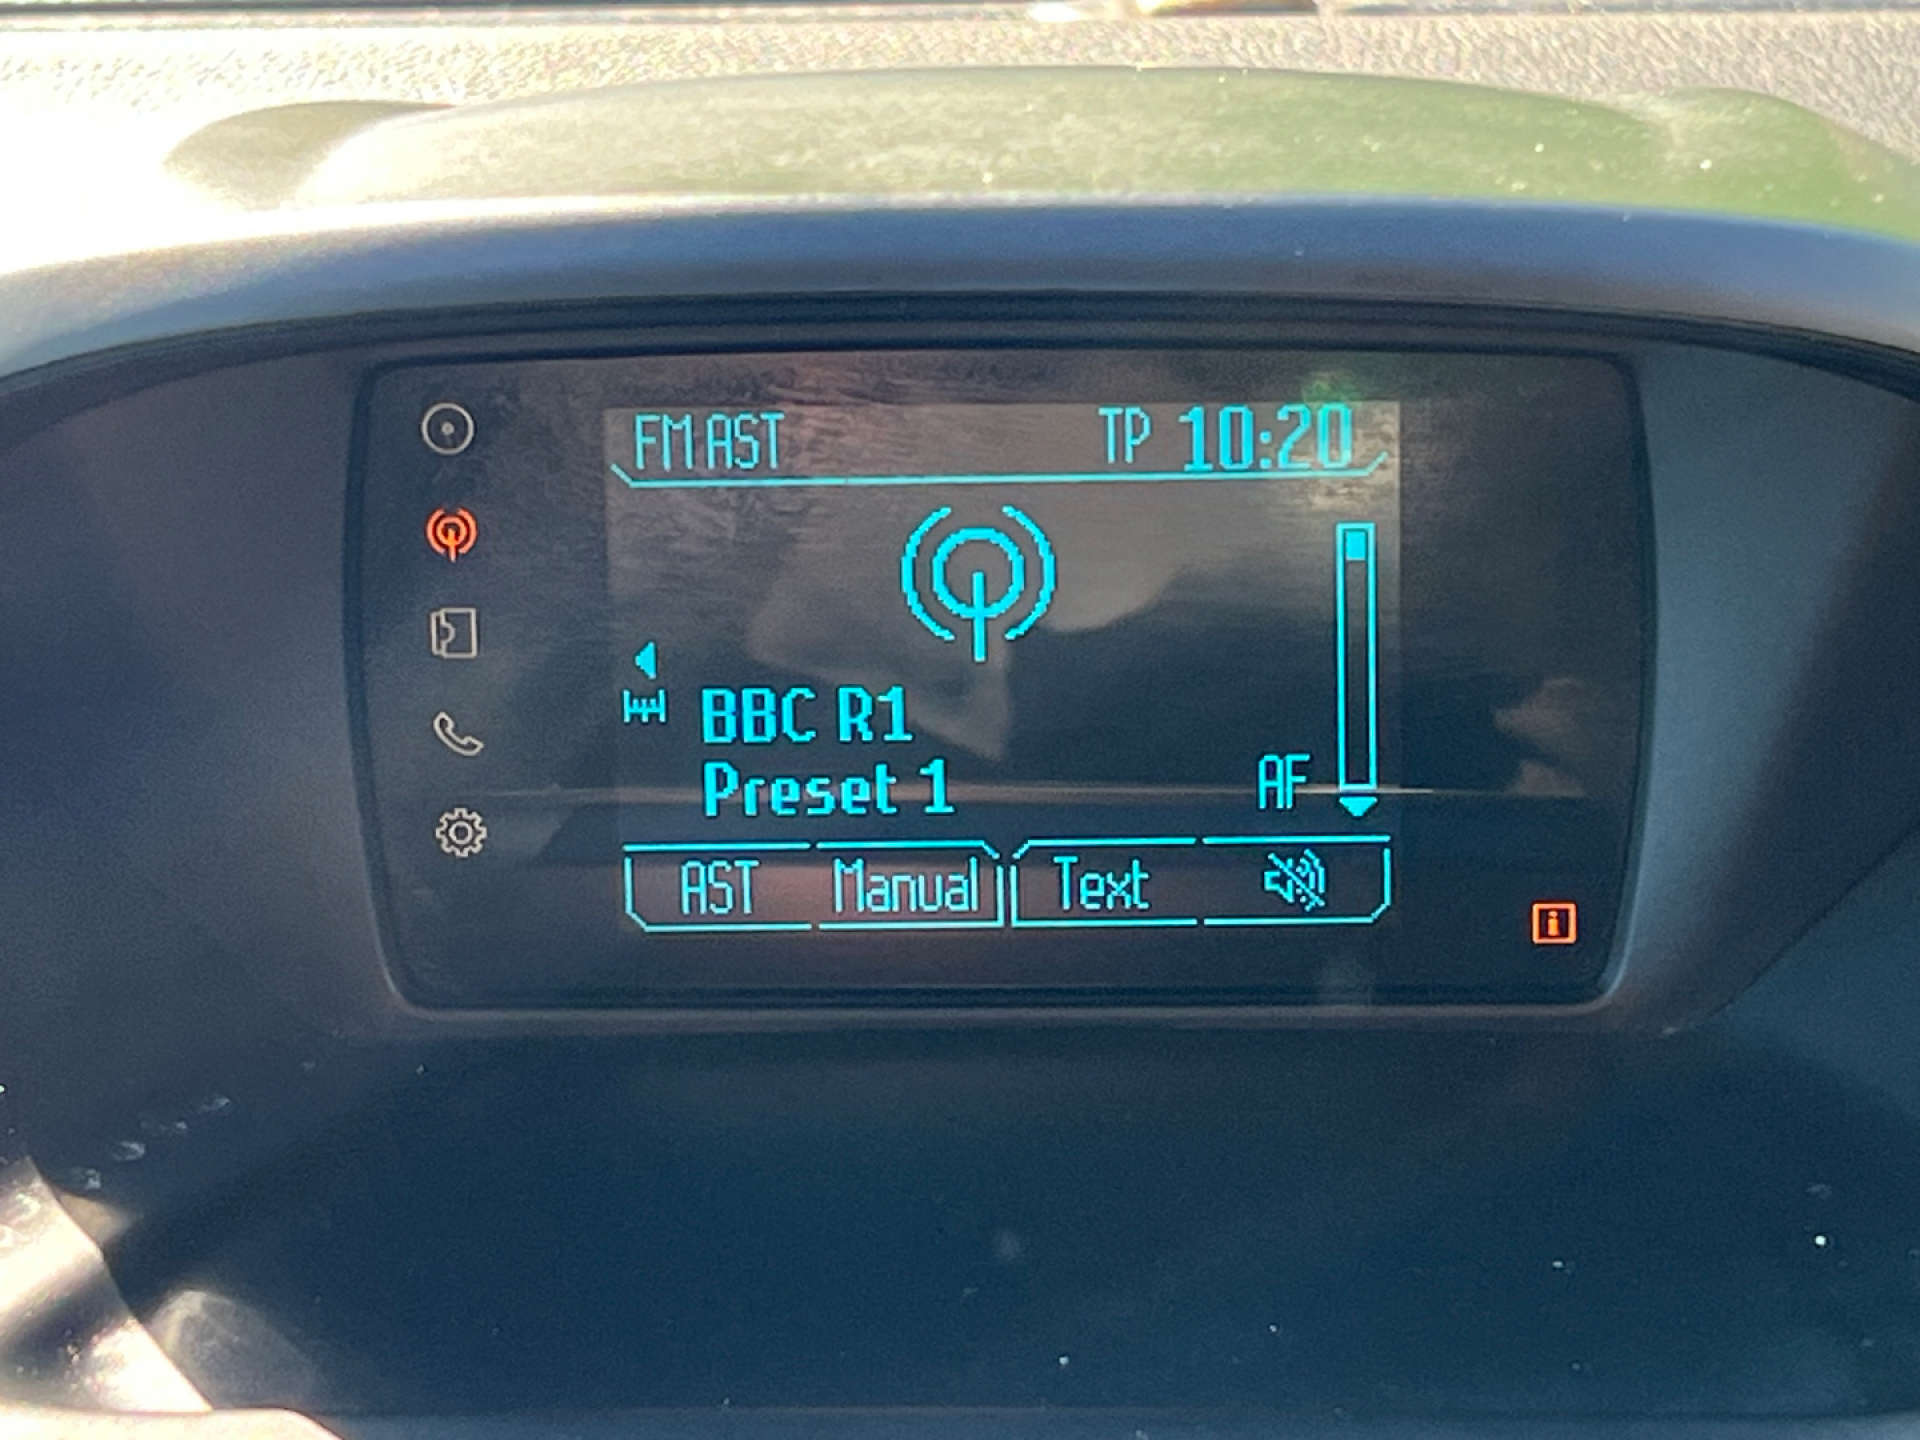 FM AST TP 10:20
BBC R1
Preset 1 AF
AST Manual Text
i